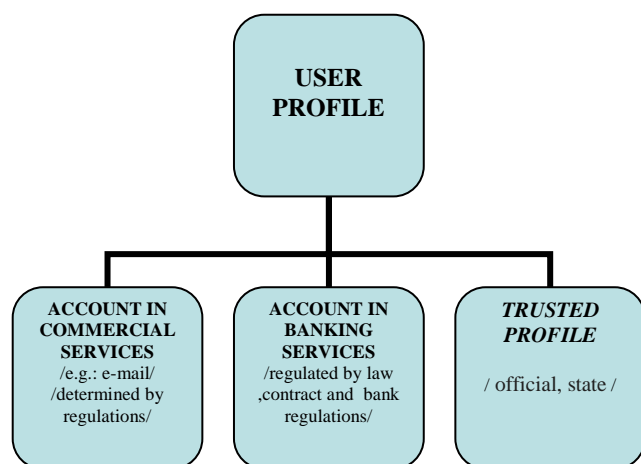 USER
PROFILE
ACCOUNT IN
COMMERCIAL
SERVICES
/e.g.: e-mail/
/determined by
regulations/
ACCOUNT IN
BANKING
SERVICES
/regulated by law
,contract and bank
regulations/
TRUSTED
PROFILE
/ official, state /